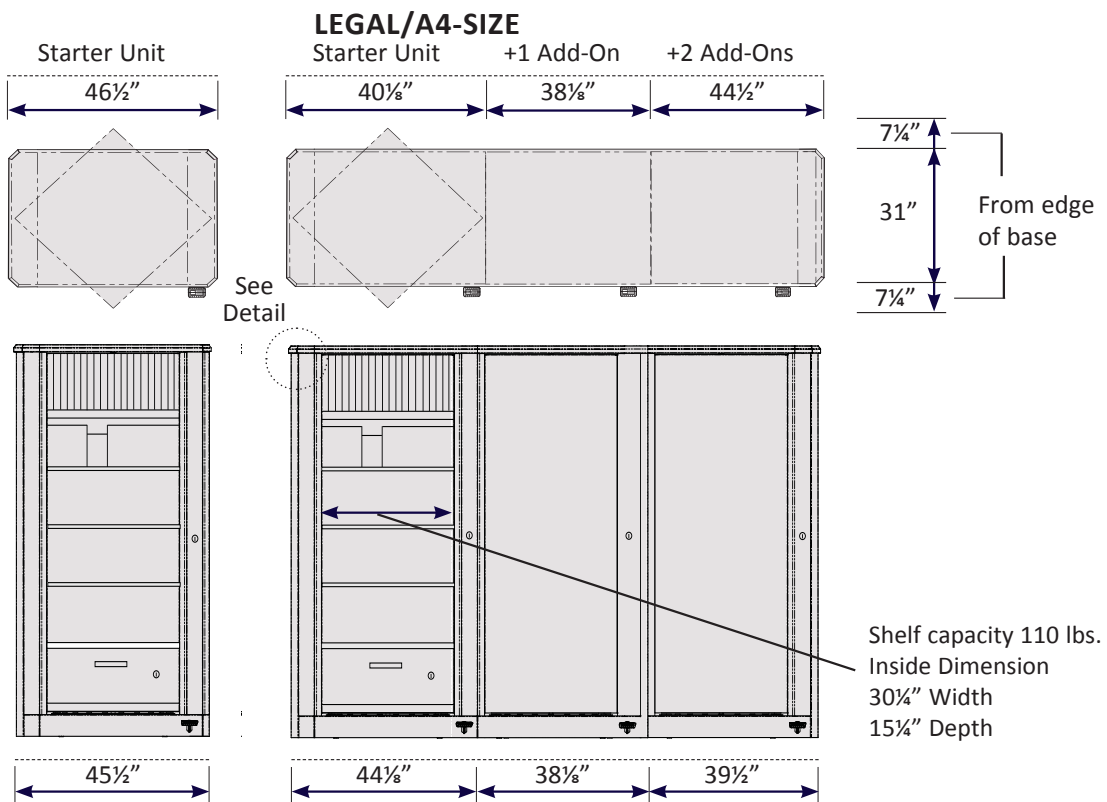 LEGAL/A4-SIZE
Starter Unit
Starter Unit
+1 Add-On
+2 Add-Ons
46½”
40⅛”
38⅛”
44½”
7¼”
31”
From edge
of base
7¼”
See
Detail
Shelf capacity 110 lbs.
Inside Dimension
30¼” Width
15¼” Depth
45½”
44⅛”
38⅛”
39½”